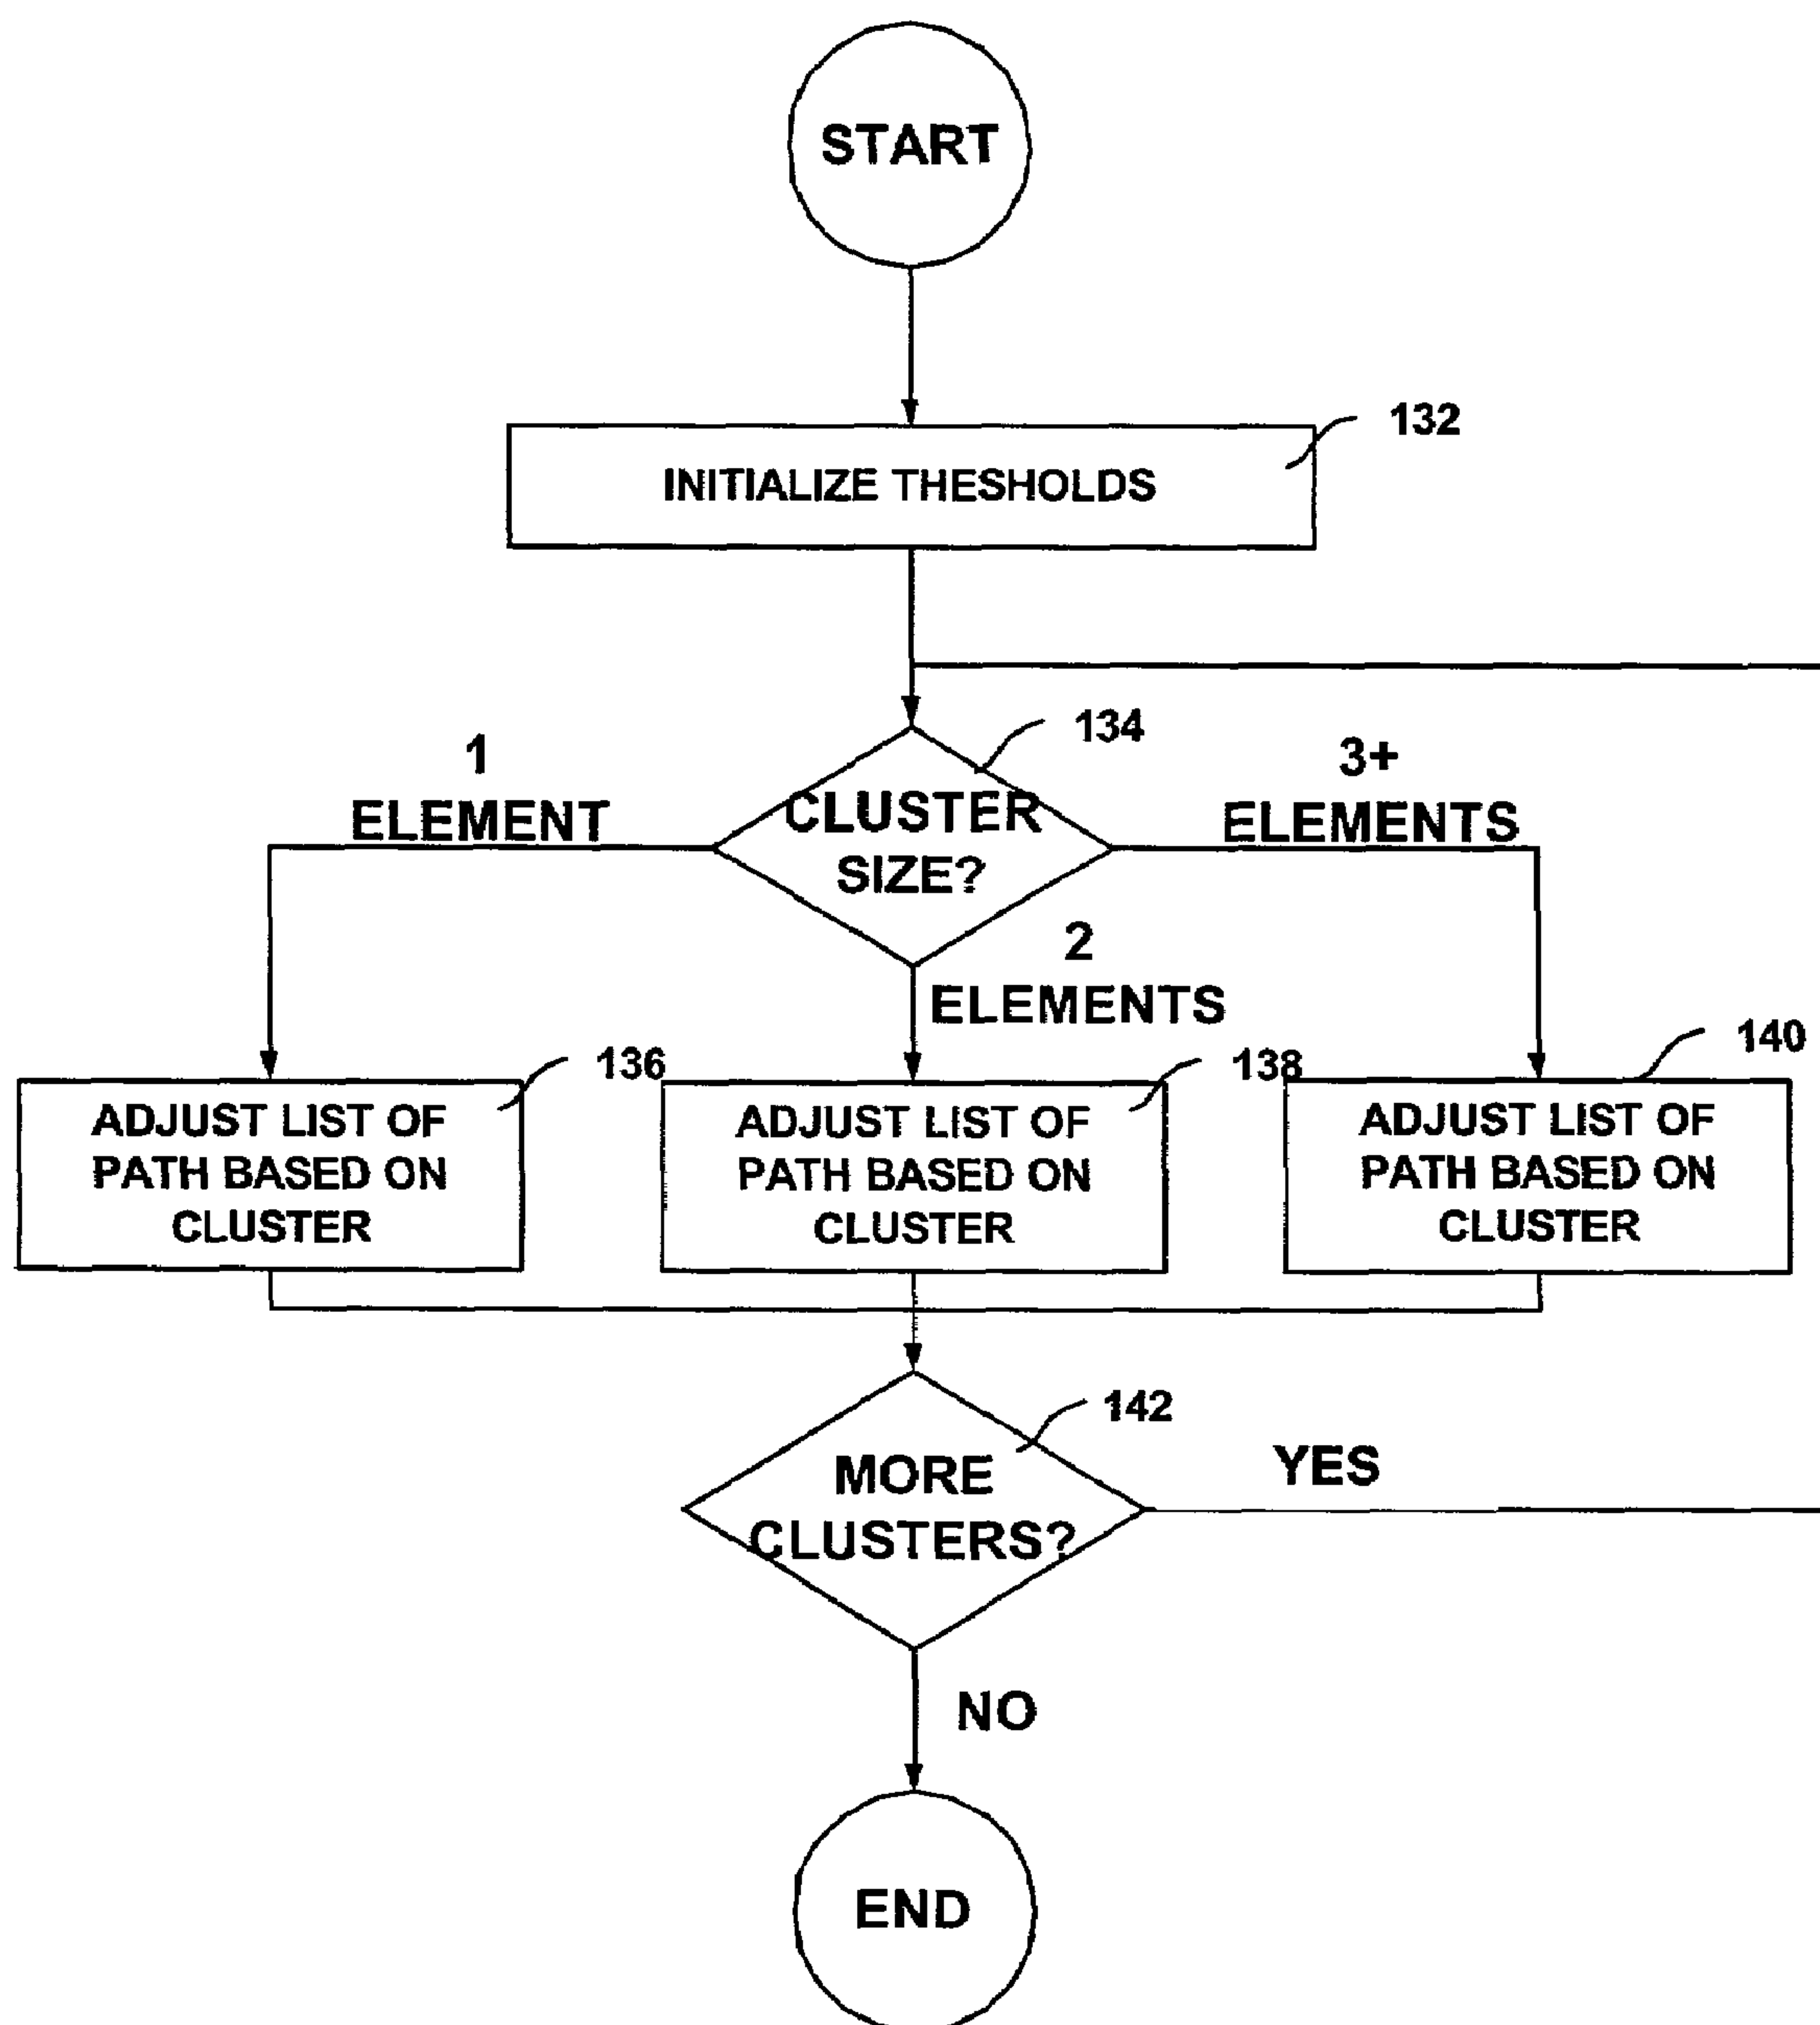 START
132
INITIALIZE THESHOLDS
134
1
ELEMENT
CLUSTER
SIZE?
3+
ELEMENTS
2
ELEMENTS
136
138
140
ADJUST LIST OF
PATH BASED ON
CLUSTER
ADJUST LIST OF
PATH BASED ON
CLUSTER
ADJUST LIST OF
PATH BASED ON
CLUSTER
142
MORE
CLUSTERS?
YES
NO
END